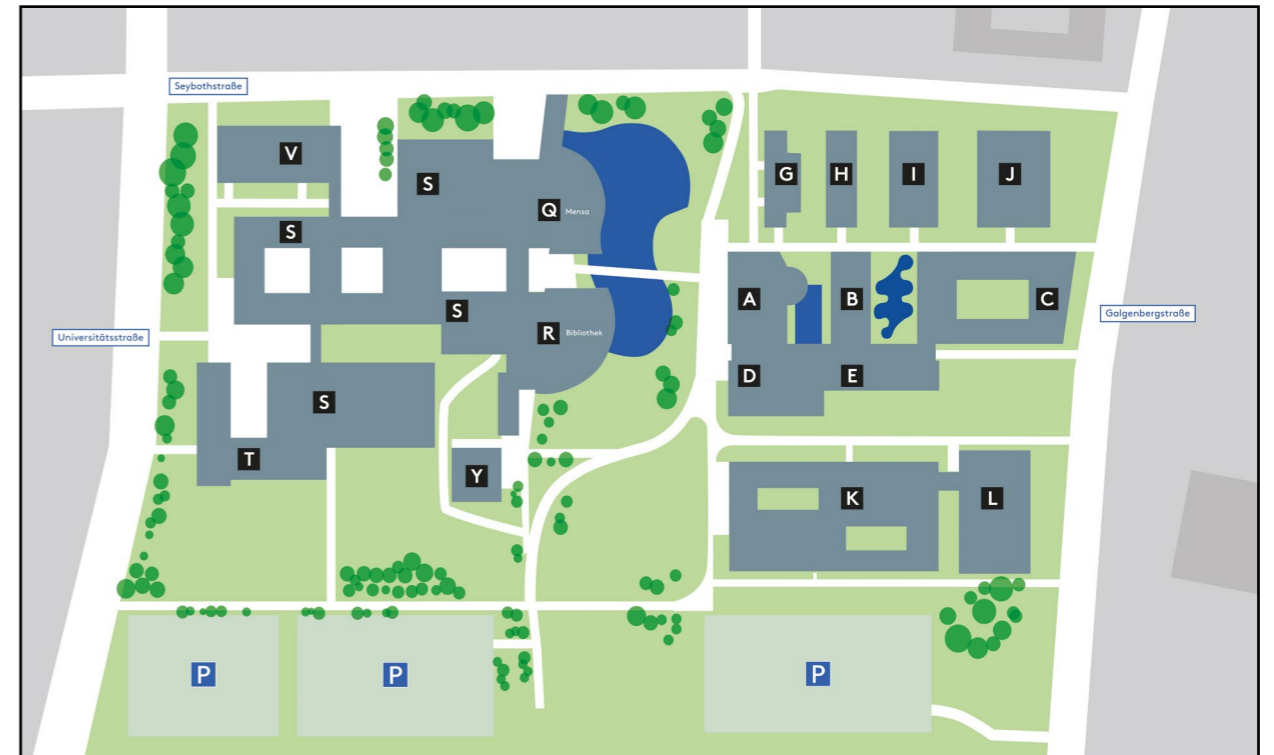 Seybothstraße
V
S
G
H
I
J
Q Mensa
S
A
B
C
S
Galgenbergstraße
Universitätsstraße
R Bibliothek
D
E
S
T
Y
K
L
P
P
P